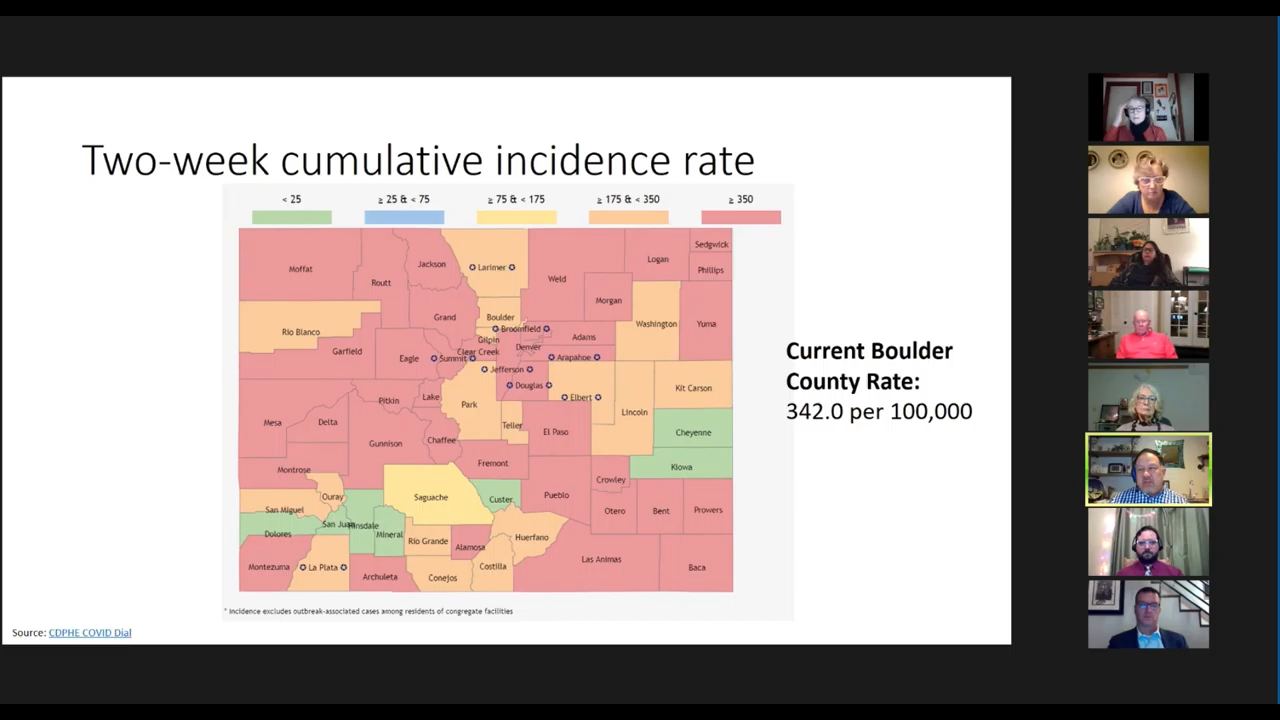 Two-week cumulative incidence rate
< 25
≥ 25 & < 75
≥ 75 & < 175
≥ 175 & < 350
≥ 350
Moffat
Routt
Jackson
Larimer
Weld
Logan
Sedgwick
Phillips
Morgan
Rio Blanco
Grand
Boulder
Washington
Yuma
Broomfield
Gilpin
Adams
Denver
Garfield
Eagle
Summit
Clear Creek
Arapahoe
Jefferson
Douglas
Elbert
Kit Carson
Pitkin
Lake
Park
Lincoln
Mesa
Delta
Teller
El Paso
Cheyenne
Gunnison
Chaffee
Fremont
Kiowa
Montrose
Crowley
Ouray
Saguache
Custer
Pueblo
San Miguel
Otero
Bent
Prowers
San Juan
Hinsdale
Dolores
Mineral
Rio Grande
Alamosa
Huerfano
Las Animas
Montezuma
La Plata
Archuleta
Conejos
Costilla
Baca
* Incidence excludes outbreak-associated cases among residents of congregate facilities
Current Boulder
County Rate:
342.0 per 100,000
Source: CDPHE COVID Dial